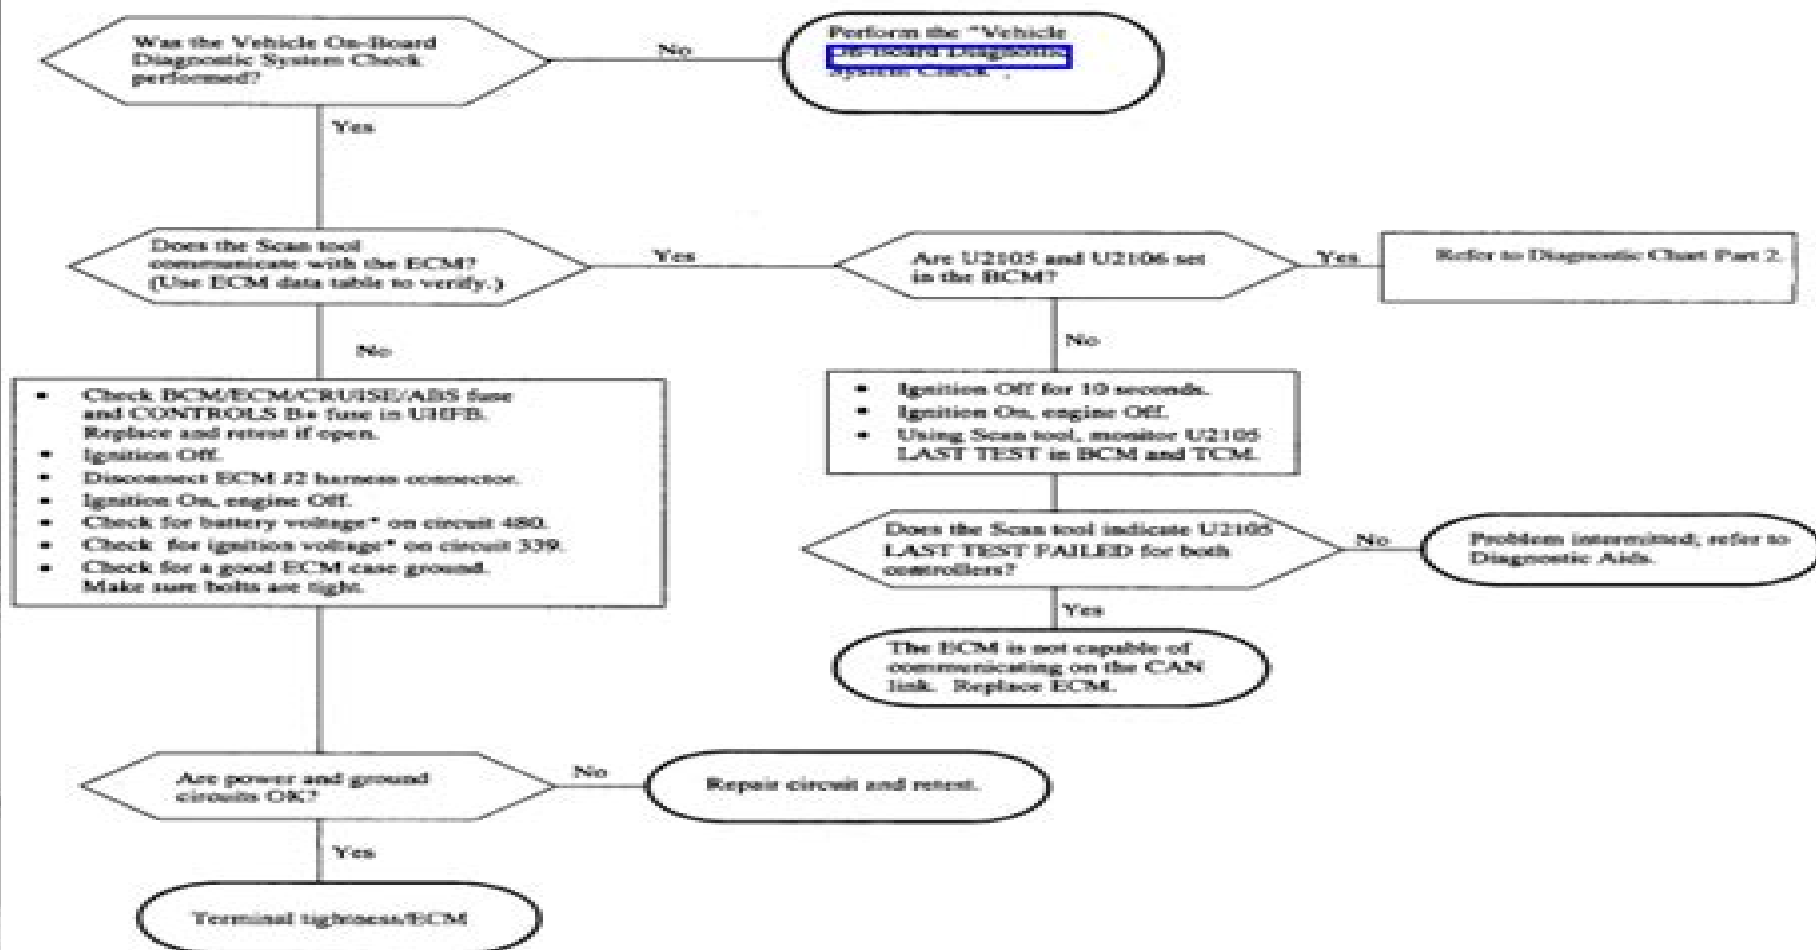 Was the Vehicle On-Board
Diagnostic System Check
performed?
No
Perform the "Vehicle
On-Board Diagnostic
System Check".
Yes
Does the Scan tool
communicate with the ECM?
(Use ECM data table to verify.)
Yes
Are U2105 and U2106 set
in the BCM?
Yes
Refer to Diagnostic Chart Part 2.
No
No
• Check BCM/ECM/CRUISE/ABS fuse
and CONTROLS B+ fuse in UHFB.
Replace and retest if open.
• Ignition Off.
• Disconnect ECM J2 harness connector.
• Ignition On, engine Off.
• Check for battery voltage* on circuit 480.
• Check for ignition voltage* on circuit 339.
• Check for a good ECM case ground.
Make sure bolts are tight.
• Ignition Off for 10 seconds.
• Ignition On, engine Off.
• Using Scan tool, monitor U2105
LAST TEST in BCM and TCM.
Does the Scan tool indicate U2105
LAST TEST FAILED for both
controllers?
No
Problem intermitted, refer to
Diagnostic Aids.
Yes
The ECM is not capable of
communicating on the CAN
link. Replace ECM.
Are power and ground
circuits OK?
No
Repair circuit and retest.
Yes
Terminal tightness/ECM